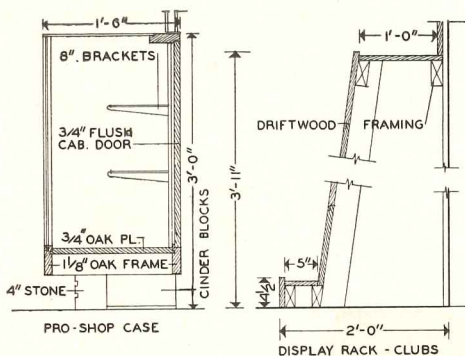 1'-6"
8". BRACKETS
3/4" FLUSH
CAB. DOOR
3'-0"
CINDER BLOCKS
3/4" OAK PL.
1 1/8" OAK FRAME
4" STONE
PRO-SHOP CASE
1'-0"
DRIFTWOOD
FRAMING
3'-11"
5"
4 1/2"
2'-0"
DISPLAY RACK - CLUBS